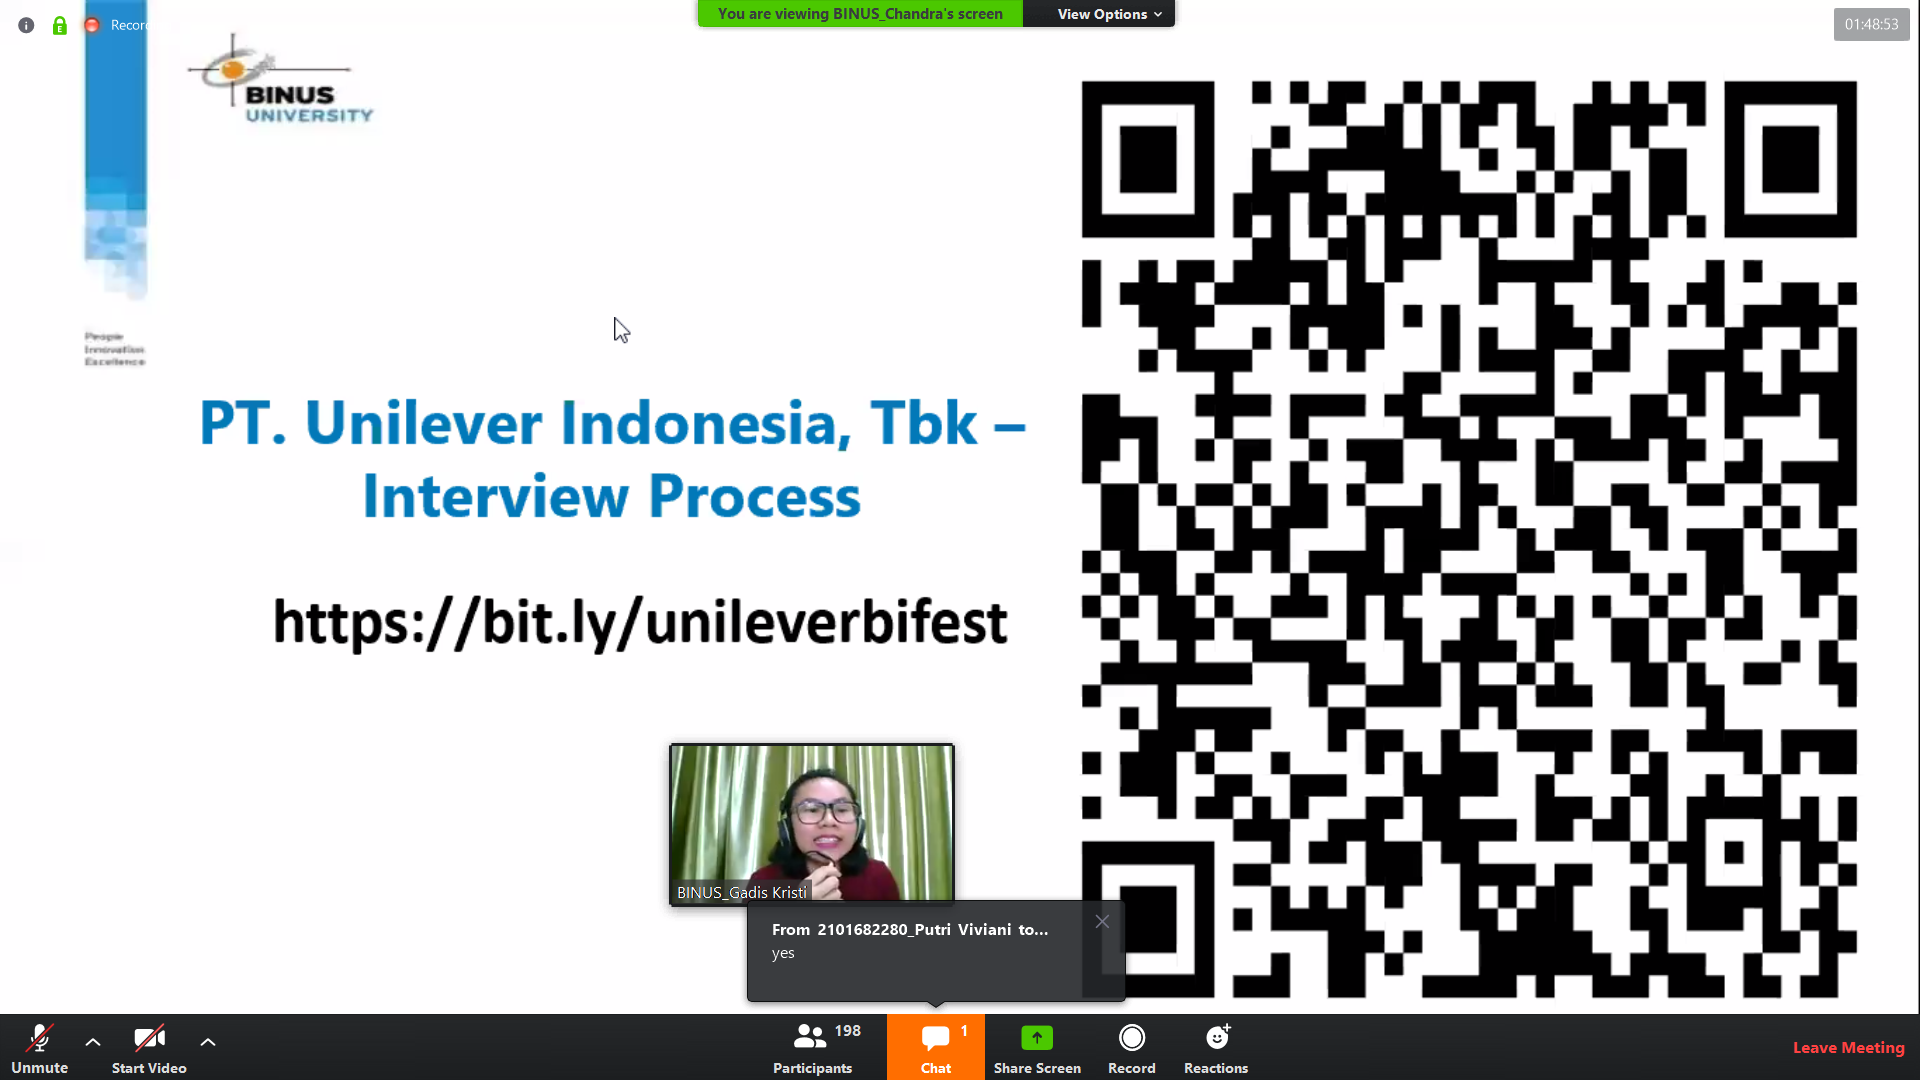 Recor
You are viewing BINUS_Chandra's screen
View Options
01:48:53
BINUS
UNIVERSITY
People
Innovation
Excellence
PT. Unilever Indonesia, Tbk –
Interview Process
https://bit.ly/unileverbifest
BINUS_Gadis Kristi
From 2101682280_Putri Viviani to...
yes
Unmute
Start Video
198
Participants
1
Chat
Share Screen
Record
Reactions
Leave Meeting